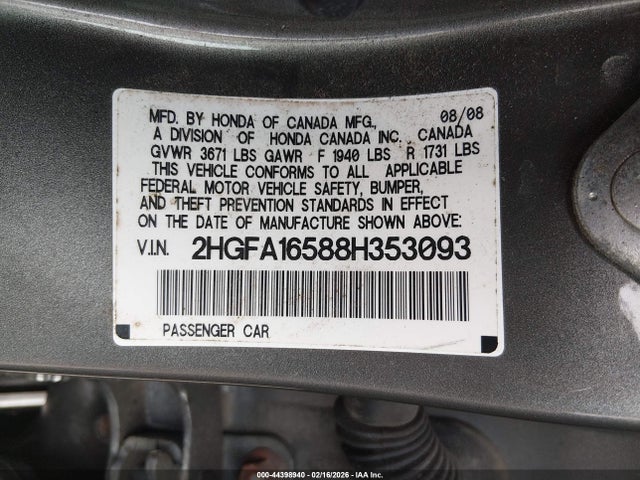 MFD. BY HONDA OF CANADA MFG., 08/08
A DIVISION OF HONDA CANADA INC., CANADA
GVWR 3671 LBS GAWR F 1940 LBS R 1731 LBS
THIS VEHICLE CONFORMS TO ALL APPLICABLE
FEDERAL MOTOR VEHICLE SAFETY, BUMPER,
AND THEFT PREVENTION STANDARDS IN EFFECT
ON THE DATE OF MANUFACTURE SHOWN ABOVE:
V.I.N. 2HGFA16588H353093
PASSENGER CAR
000-44398940 - 02/16/2026 - IAA Inc.